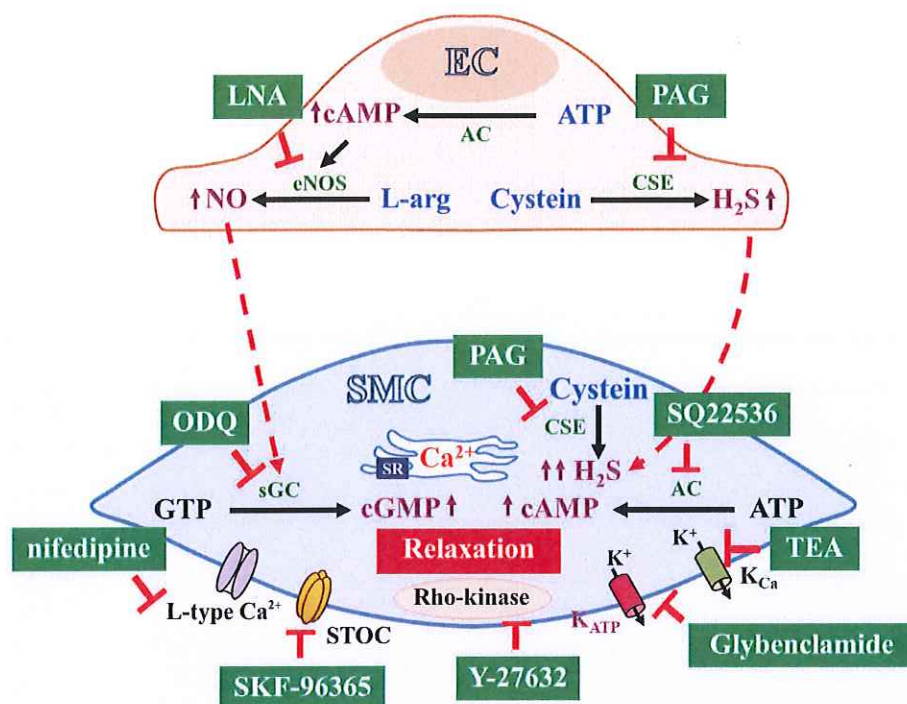 EC
LNA
PAG
↑cAMP
ATP
AC
eNOS
CSE
↑NO
L-arg
Cystein
H₂S↑
PAG
SMC
Cystein
ODQ
SQ22536
CSE
SR
Ca²⁺
↑↑ H₂S
sGC
AC
GTP
cGMP↑
↑cAMP
ATP
nifedipine
Relaxation
TEA
K⁺
K⁺
L-type Ca²⁺
Rho-kinase
K_Ca
STOC
K_ATP
Glybenclamide
SKF-96365
Y-27632